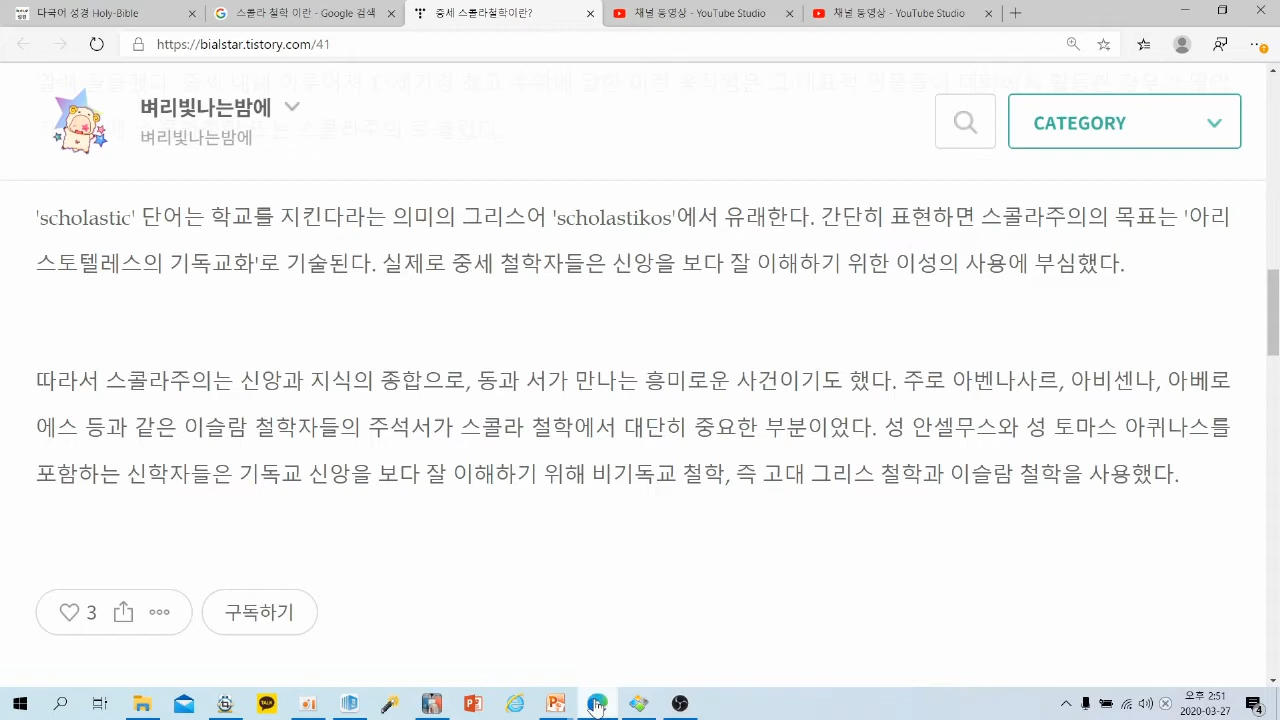 다국어 성경 Holy-Bible
스콜라 철학 이란 - Google 검색
중세 스콜라철학이란?
채널 동영상 - YouTube Studio
채널 동영상 - YouTube Studio
https://bialstar.tistory.com/41
벼리빛나는밤에
벼리빛나는밤에
CATEGORY
'scholastic' 단어는 학교를 지킨다라는 의미의 그리스어 'scholastikos'에서 유래한다. 간단히 표현하면 스콜라주의의 목표는 '아리
스토텔레스의 기독교화'로 기술된다. 실제로 중세 철학자들은 신앙을 보다 잘 이해하기 위한 이성의 사용에 부심했다.
따라서 스콜라주의는 신앙과 지식의 종합으로, 동과 서가 만나는 흥미로운 사건이기도 했다. 주로 아벤나사르, 아비센나, 아베로
에스 등과 같은 이슬람 철학자들의 주석서가 스콜라 철학에서 대단히 중요한 부분이었다. 성 안셀무스와 성 토마스 아퀴나스를
포함하는 신학자들은 기독교 신앙을 보다 잘 이해하기 위해 비기독교 철학, 즉 고대 그리스 철학과 이슬람 철학을 사용했다.
3
구독하기
TALK
오후 2:51
2020-03-27
4